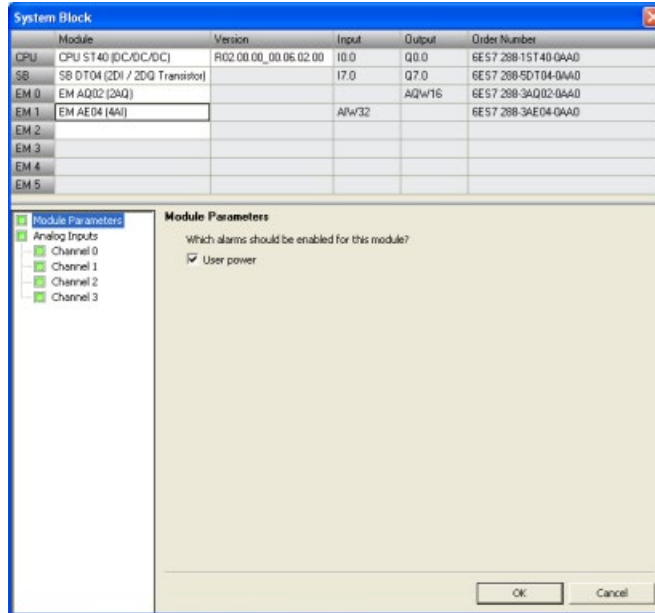 System Block
Module Version Input Output Order Number
CPU CPU ST40 (DC/DC/DC) R02.00.00_00.06.02.00 I0.0 Q0.0 6ES7 288-1ST40-0AA0
SB SB DT04 (2DI / 2DQ Transistor) I7.0 Q7.0 6ES7 288-5DT04-0AA0
EM 0 EM AQ02 (2AQ) AQW16 6ES7 288-3AQ02-0AA0
EM 1 EM AE04 (4AI) AIW32 6ES7 288-3AE04-0AA0
EM 2
EM 3
EM 4
EM 5
Module Parameters
Analog Inputs
Channel 0
Channel 1
Channel 2
Channel 3
Module Parameters
Which alarms should be enabled for this module?
User power
OK Cancel